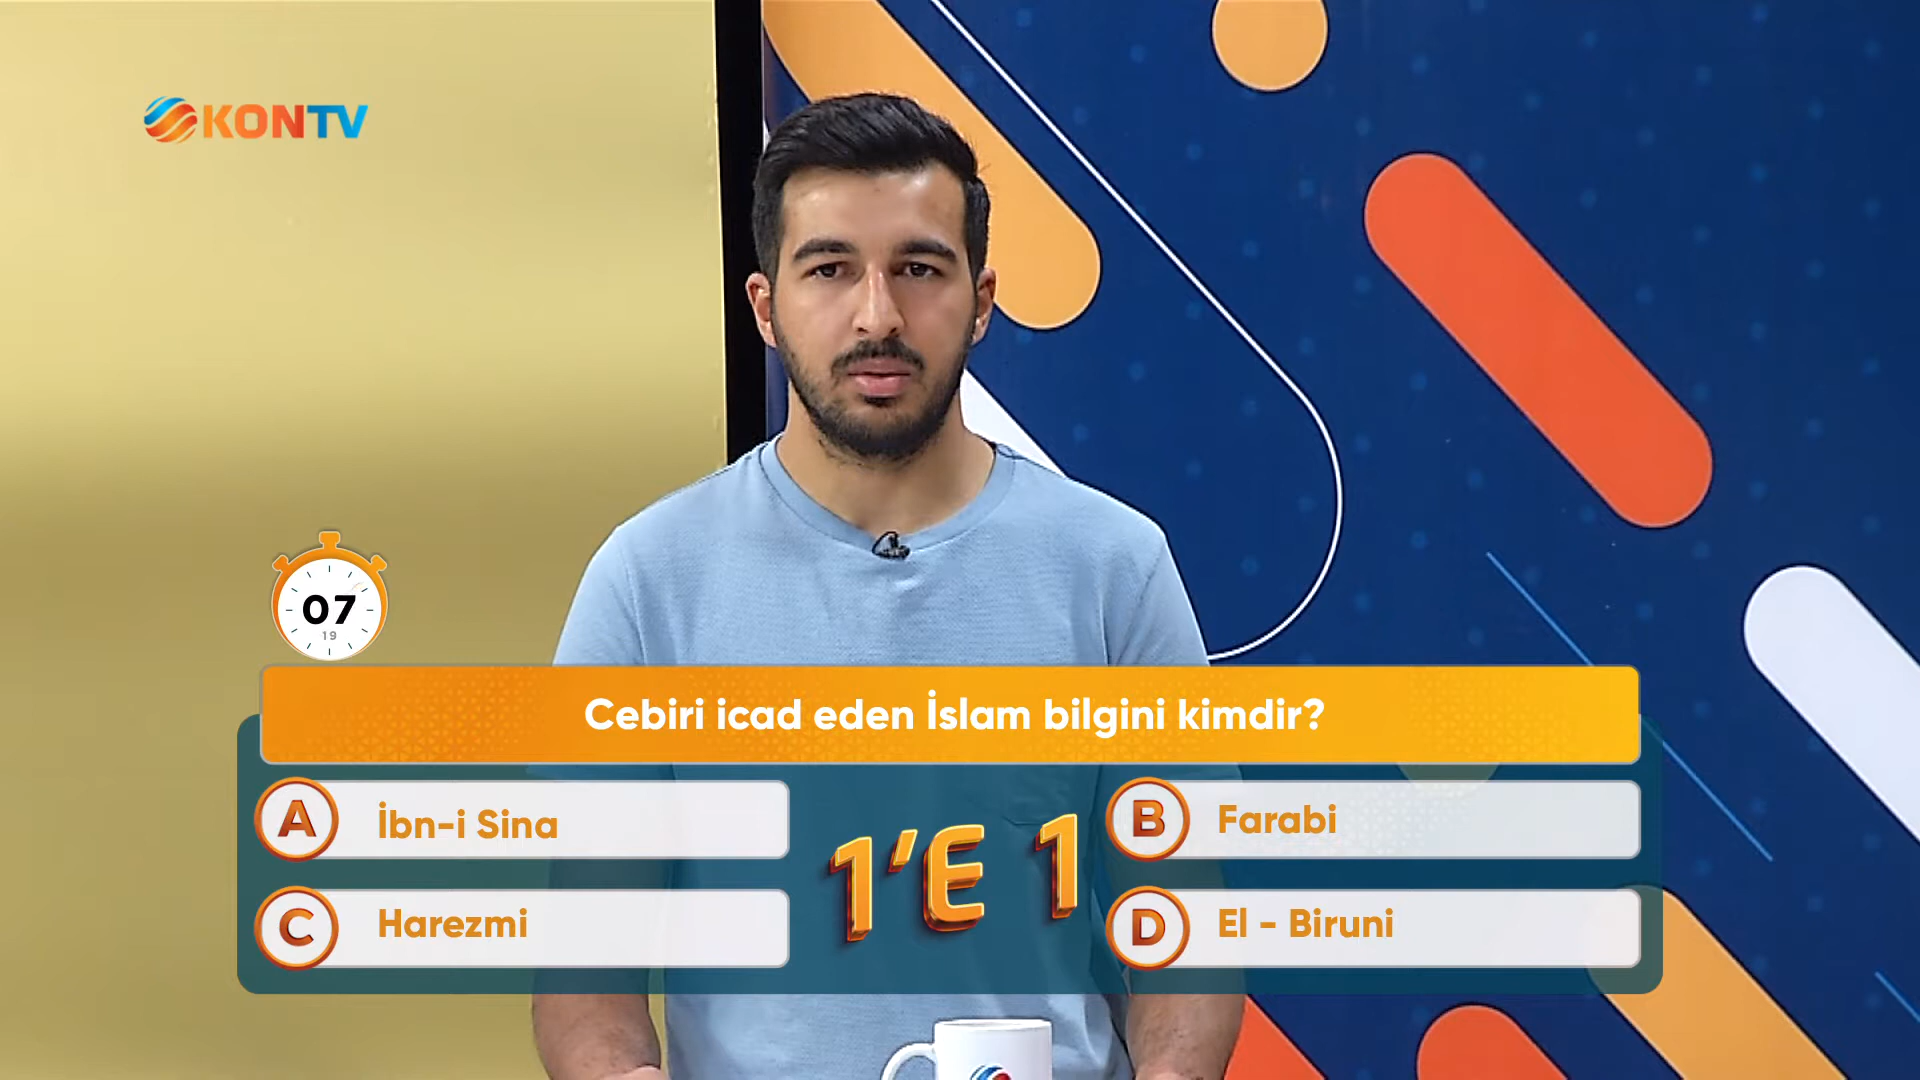 KONTV
07
19
Cebiri icad eden İslam bilgini kimdir?
A İbn-i Sina
B Farabi
1'E 1
C Harezmi
D El - Biruni